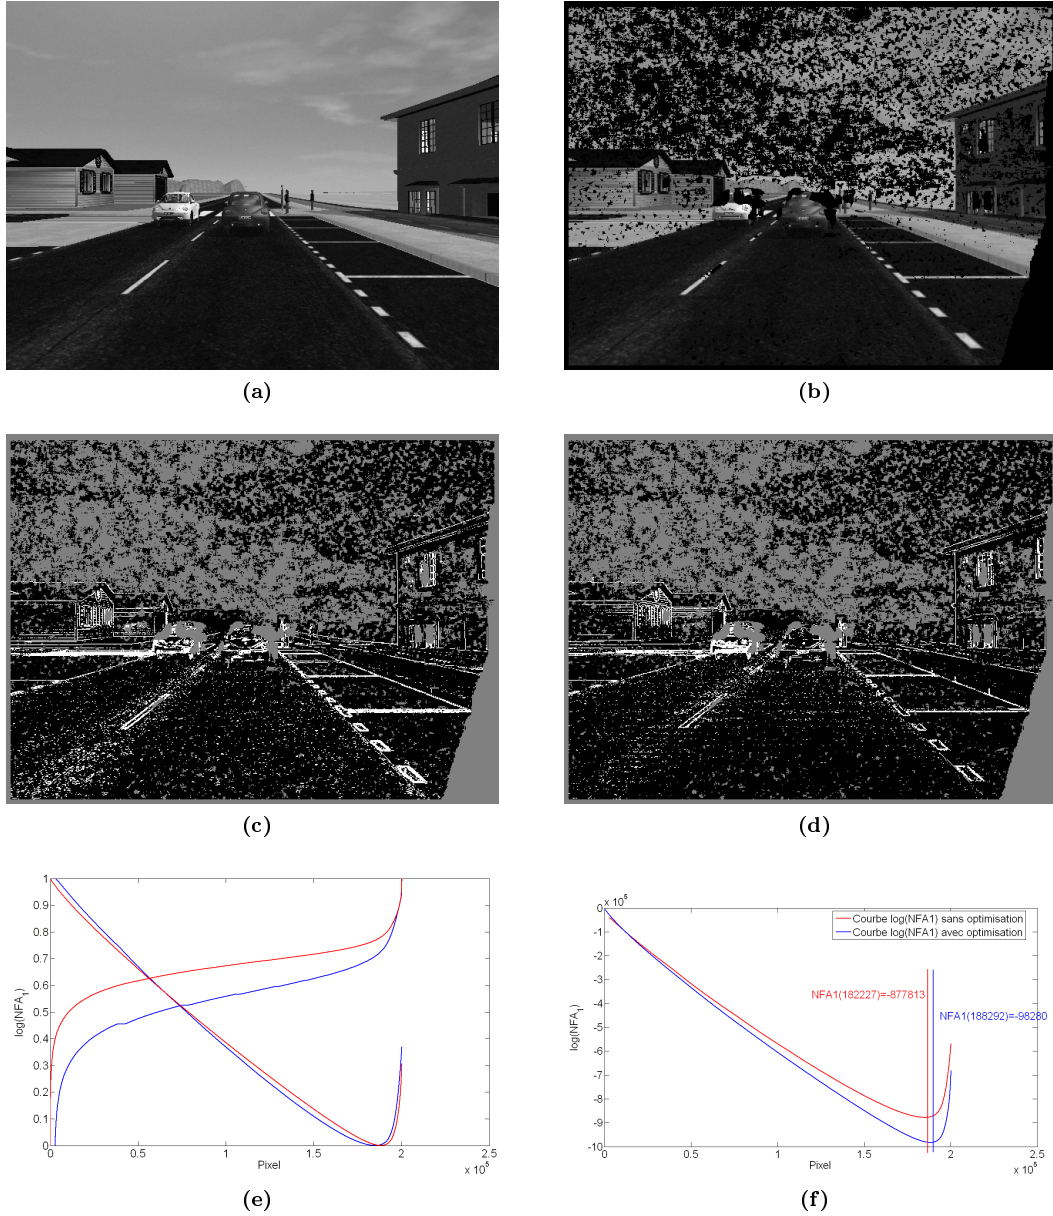 (a)
(b)
(c)
(d)
1
0.9
0.8
0.7
0.6
0.5
0.4
0.3
0.2
0.1
0
log(NFA1)
0
0.5
1
1.5
2
2.5
Pixel
x 10^5
(e)
x 10^5
0
-1
-2
-3
-4
-5
-6
-7
-8
-9
-10
log(NFA1)
Courbe log(NFA1) sans optimisation
Courbe log(NFA1) avec optimisation
NFA1(182227)=-877813
NFA1(188292)=-98280
0
0.5
1
1.5
2
2.5
Pixel
x 10^5
(f)